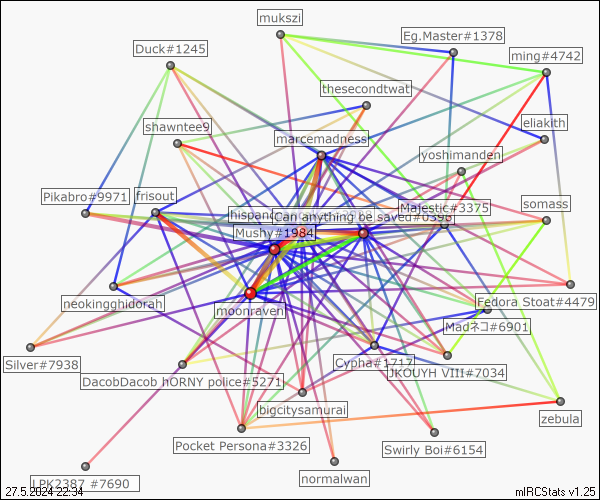 mukszi
Eg.Master#1378
Duck#1245
ming#4742
thesecondtwat
shawntee9
eliakith
marcemadness
yoshimanden
Pikabro#9971
frisout
somass
Majestic#3375
Can anything be saved#0398
Mushy#1984
neokingghidorah
moonraven
Fedora Stoat#4479
Madネコ#6901
Silver#7938
Cypha#1717
JKOUYH VIII#7034
DacobDacob hORNY police#5271
bigcitysamurai
zebula
Pocket Persona#3326
Swirly Boi#6154
LPK2387 #7690
normalwan
27.5.2024 22:34
mIRCStats v1.25